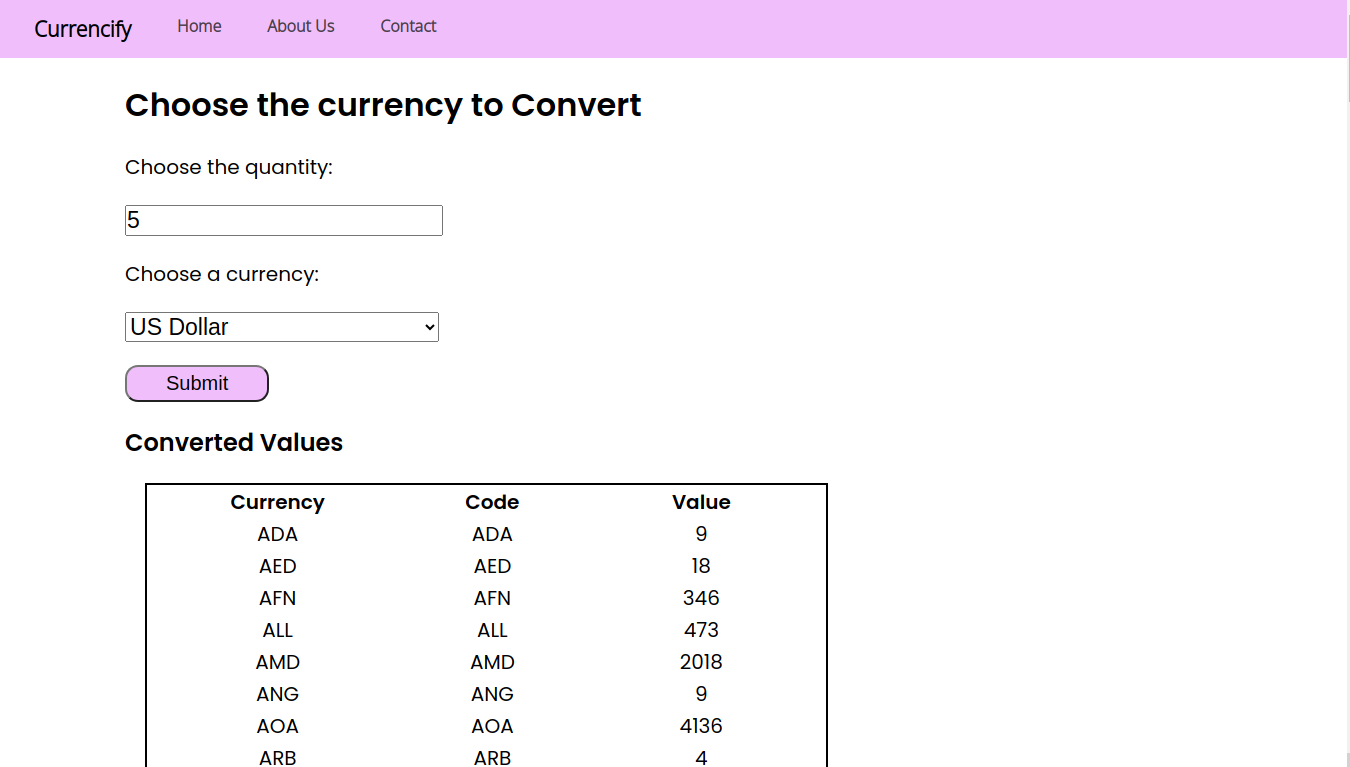 Currencify Home About Us Contact
Choose the currency to Convert
Choose the quantity:
5
Choose a currency:
US Dollar
Submit
Converted Values
Currency Code Value
ADA ADA 9
AED AED 18
AFN AFN 346
ALL ALL 473
AMD AMD 2018
ANG ANG 9
AOA AOA 4136
ARB ARB 4